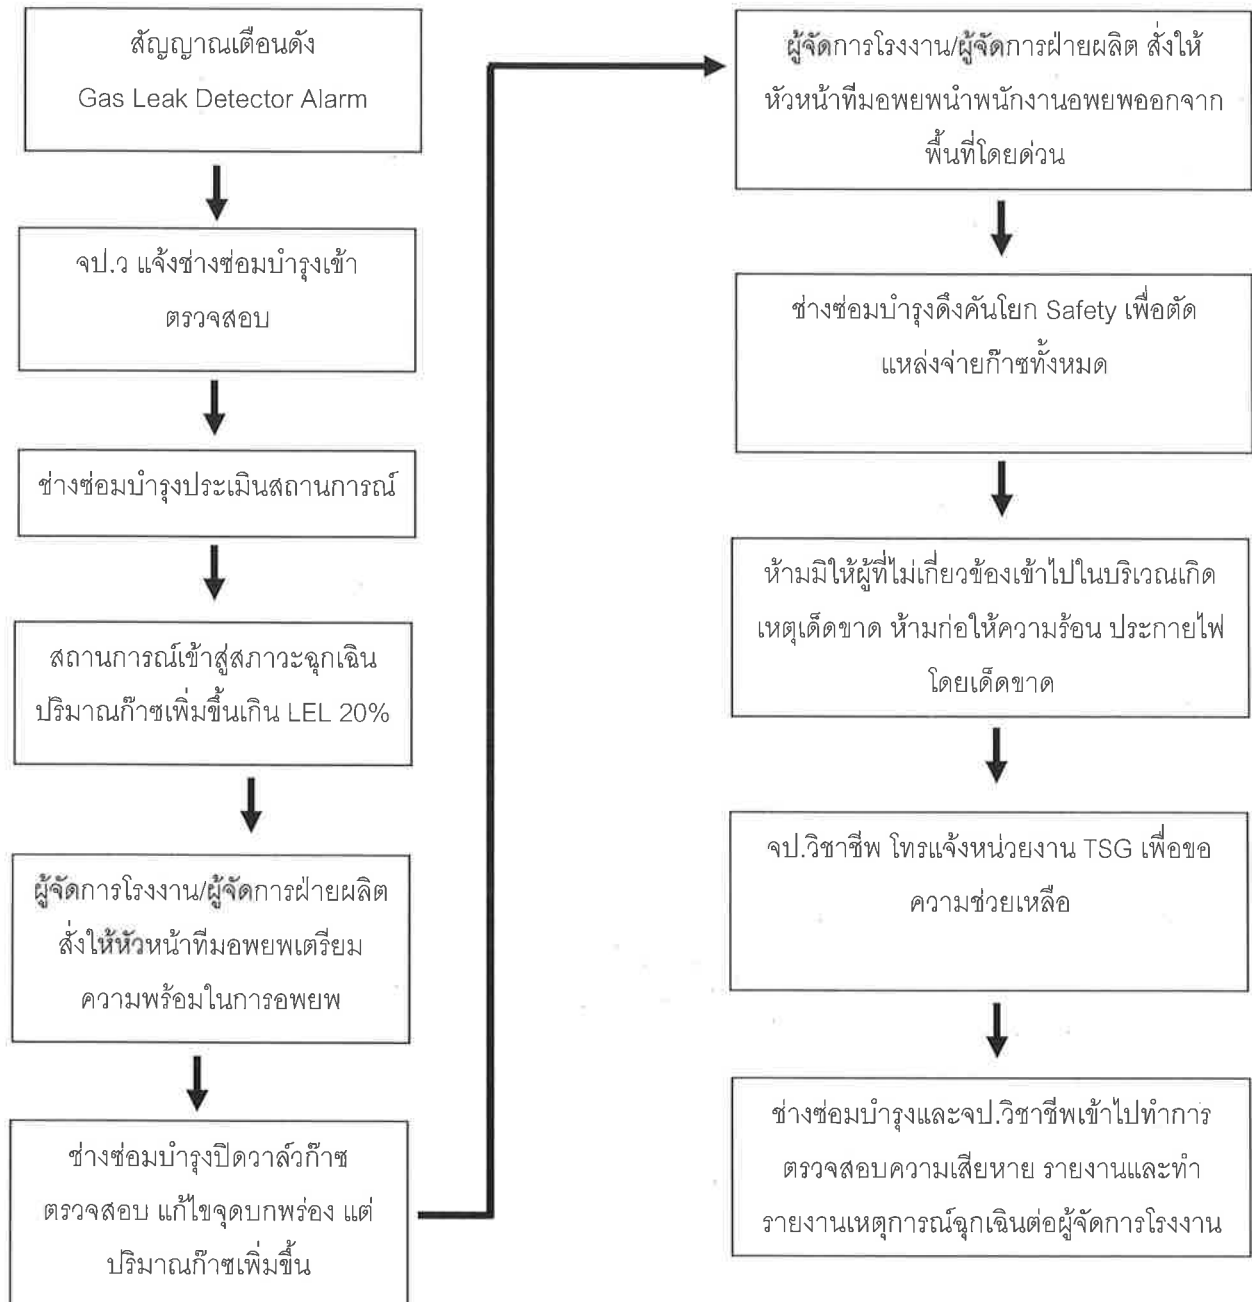 สัญญาณเตือนดัง
Gas Leak Detector Alarm
จป.ว แจ้งช่างซ่อมบำรุงเข้า
ตรวจสอบ
ช่างซ่อมบำรุงประเมินสถานการณ์
สถานการณ์เข้าสู่สภาวะฉุกเฉิน
ปริมาณก๊าซเพิ่มขึ้นเกิน LEL 20%
ผู้จัดการโรงงาน/ผู้จัดการฝ่ายผลิต
สั่งให้หัวหน้าทีมอพยพเตรียม
ความพร้อมในการอพยพ
ช่างซ่อมบำรุงปิดวาล์วก๊าซ
ตรวจสอบ แก้ไขจุดบกพร่อง แต่
ปริมาณก๊าซเพิ่มขึ้น
ผู้จัดการโรงงาน/ผู้จัดการฝ่ายผลิต สั่งให้
หัวหน้าทีมอพยพนำพนักงานอพยพออกจาก
พื้นที่โดยด่วน
ช่างซ่อมบำรุงดึงคันโยก Safety เพื่อตัด
แหล่งจ่ายก๊าซทั้งหมด
ห้ามมิให้ผู้ที่ไม่เกี่ยวข้องเข้าไปในบริเวณเกิด
เหตุเด็ดขาด ห้ามก่อให้ความร้อน ประกายไฟ
โดยเด็ดขาด
จป.วิชาชีพ โทรแจ้งหน่วยงาน TSG เพื่อขอ
ความช่วยเหลือ
ช่างซ่อมบำรุงและจป.วิชาชีพเข้าไปทำการ
ตรวจสอบความเสียหาย รายงานและทำ
รายงานเหตุการณ์ฉุกเฉินต่อผู้จัดการโรงงาน